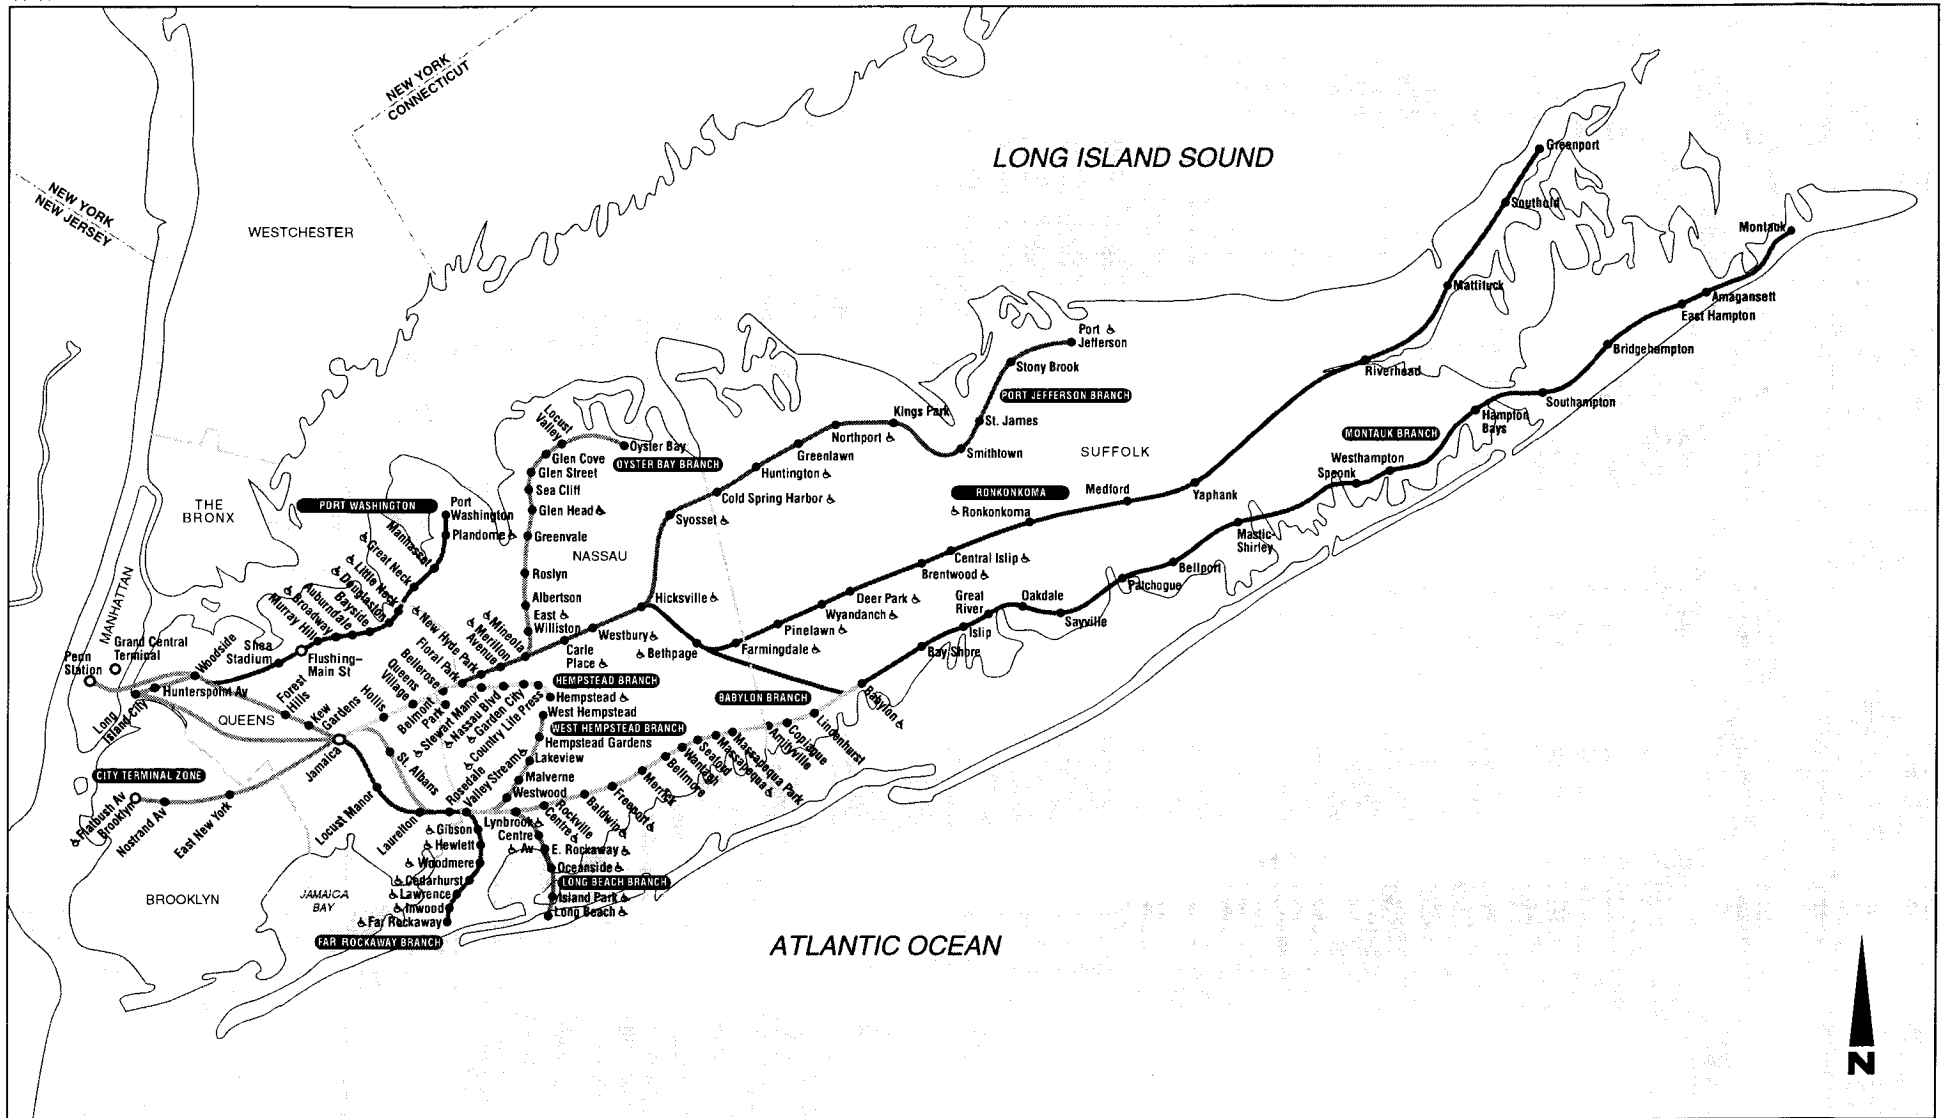 NEW YORK
CONNECTICUT
NEW YORK
NEW JERSEY
LONG ISLAND SOUND
WESTCHESTER
Greenport
Southold
Mattituck
Riverhead
Montauk
Amagansett
East Hampton
Bridgehampton
Southampton
Hampton
Bays
MONTAUK BRANCH
Westhampton
Speonk
Mastic-
Shirley
Bellport
Patchogue
Sayville
Oakdale
Great
River
Islip
Bay Shore
Babylon
Port
Jefferson
Stony Brook
PORT JEFFERSON BRANCH
St. James
Smithtown
Kings Park
Northport
Greenlawn
Huntington
Cold Spring Harbor
Syosset
Hicksville
SUFFOLK
Yaphank
Medford
RONKONKOMA
Ronkonkoma
Central Islip
Brentwood
Deer Park
Wyandanch
Pinelawn
Farmingdale
Bethpage
Locust
Valley
Oyster Bay
OYSTER BAY BRANCH
Glen Cove
Glen Street
Sea Cliff
Glen Head
Greenvale
NASSAU
Roslyn
Albertson
East
Williston
Westbury
Carle
Place
Mineola
Merillon
Avenue
New Hyde Park
Floral Park
Bellerose
Queens
Village
Hollis
Belmont
Park
THE
BRONX
PORT WASHINGTON
Port
Washington
Plandome
Manhasset
Great Neck
Little Neck
Douglaston
Bayside
Auburndale
Broadway
Murray Hill
Flushing-
Main St
Shea
Stadium
Woodside
MANHATTAN
Grand Central
Terminal
Penn
Station
Hunterspoint Av
Long
Island City
QUEENS
Forest
Hills
Kew
Gardens
Jamaica
CITY TERMINAL ZONE
Flatbush Av
Brooklyn
Nostrand Av
East New York
Locust Manor
Laurelton
St. Albans
Rosedale
Valley Stream
HEMPSTEAD BRANCH
Hempstead
Stewart Manor
Nassau Blvd
Garden City
Country Life Press
West Hempstead
WEST HEMPSTEAD BRANCH
Hempstead Gardens
Lakeview
Malverne
Westwood
BABYLON BRANCH
Lindenhurst
Copiague
Amityville
Massapequa Park
Massapequa
Seaford
Wantagh
Bellmore
Merrick
Freeport
Baldwin
Rockville
Centre
Lynbrook
Centre
Av
E. Rockaway
Oceanside
LONG BEACH BRANCH
Island Park
Long Beach
Gibson
Hewlett
Woodmere
Cedarhurst
Lawrence
Inwood
Far Rockaway
FAR ROCKAWAY BRANCH
BROOKLYN
JAMAICA
BAY
ATLANTIC OCEAN
N